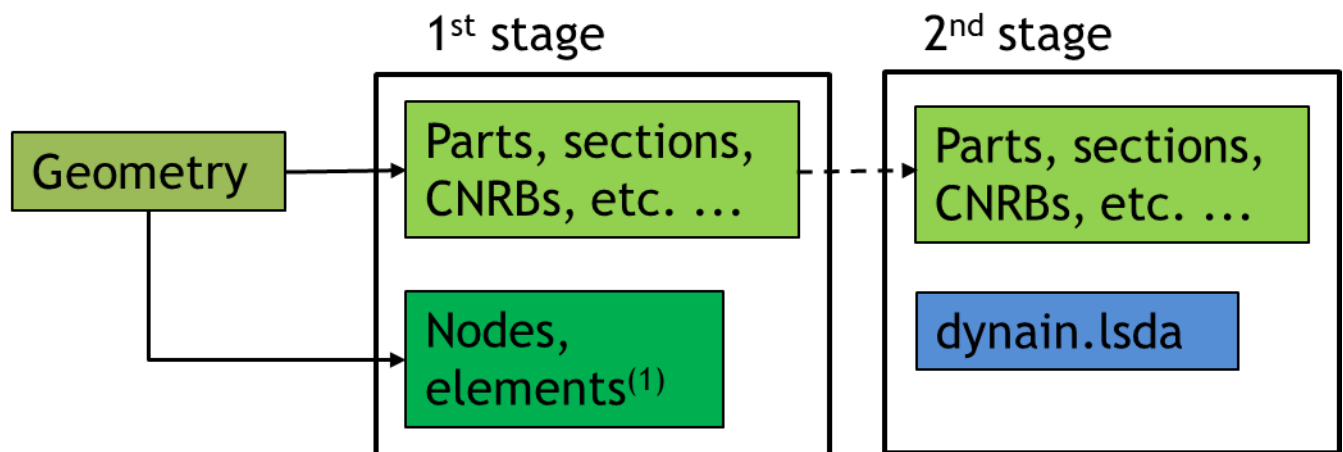 1st stage
2nd stage
Geometry
Parts, sections,
CNRBs, etc. ...
Parts, sections,
CNRBs, etc. ...
Nodes,
elements(1)
dynain.lsda